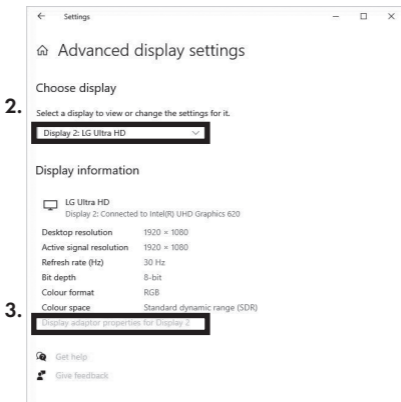 Settings
Advanced display settings
Choose display
2.
Select a display to view or change the settings for it.
Display 2: LG Ultra HD
Display information
LG Ultra HD
Display 2: Connected to Intel(R) UHD Graphics 620
Desktop resolution 1920 × 1080
Active signal resolution 1920 × 1080
Refresh rate (Hz) 30 Hz
Bit depth 8-bit
Colour format RGB
Colour space Standard dynamic range (SDR)
3.
Display adaptor properties for Display 2
Get help
Give feedback